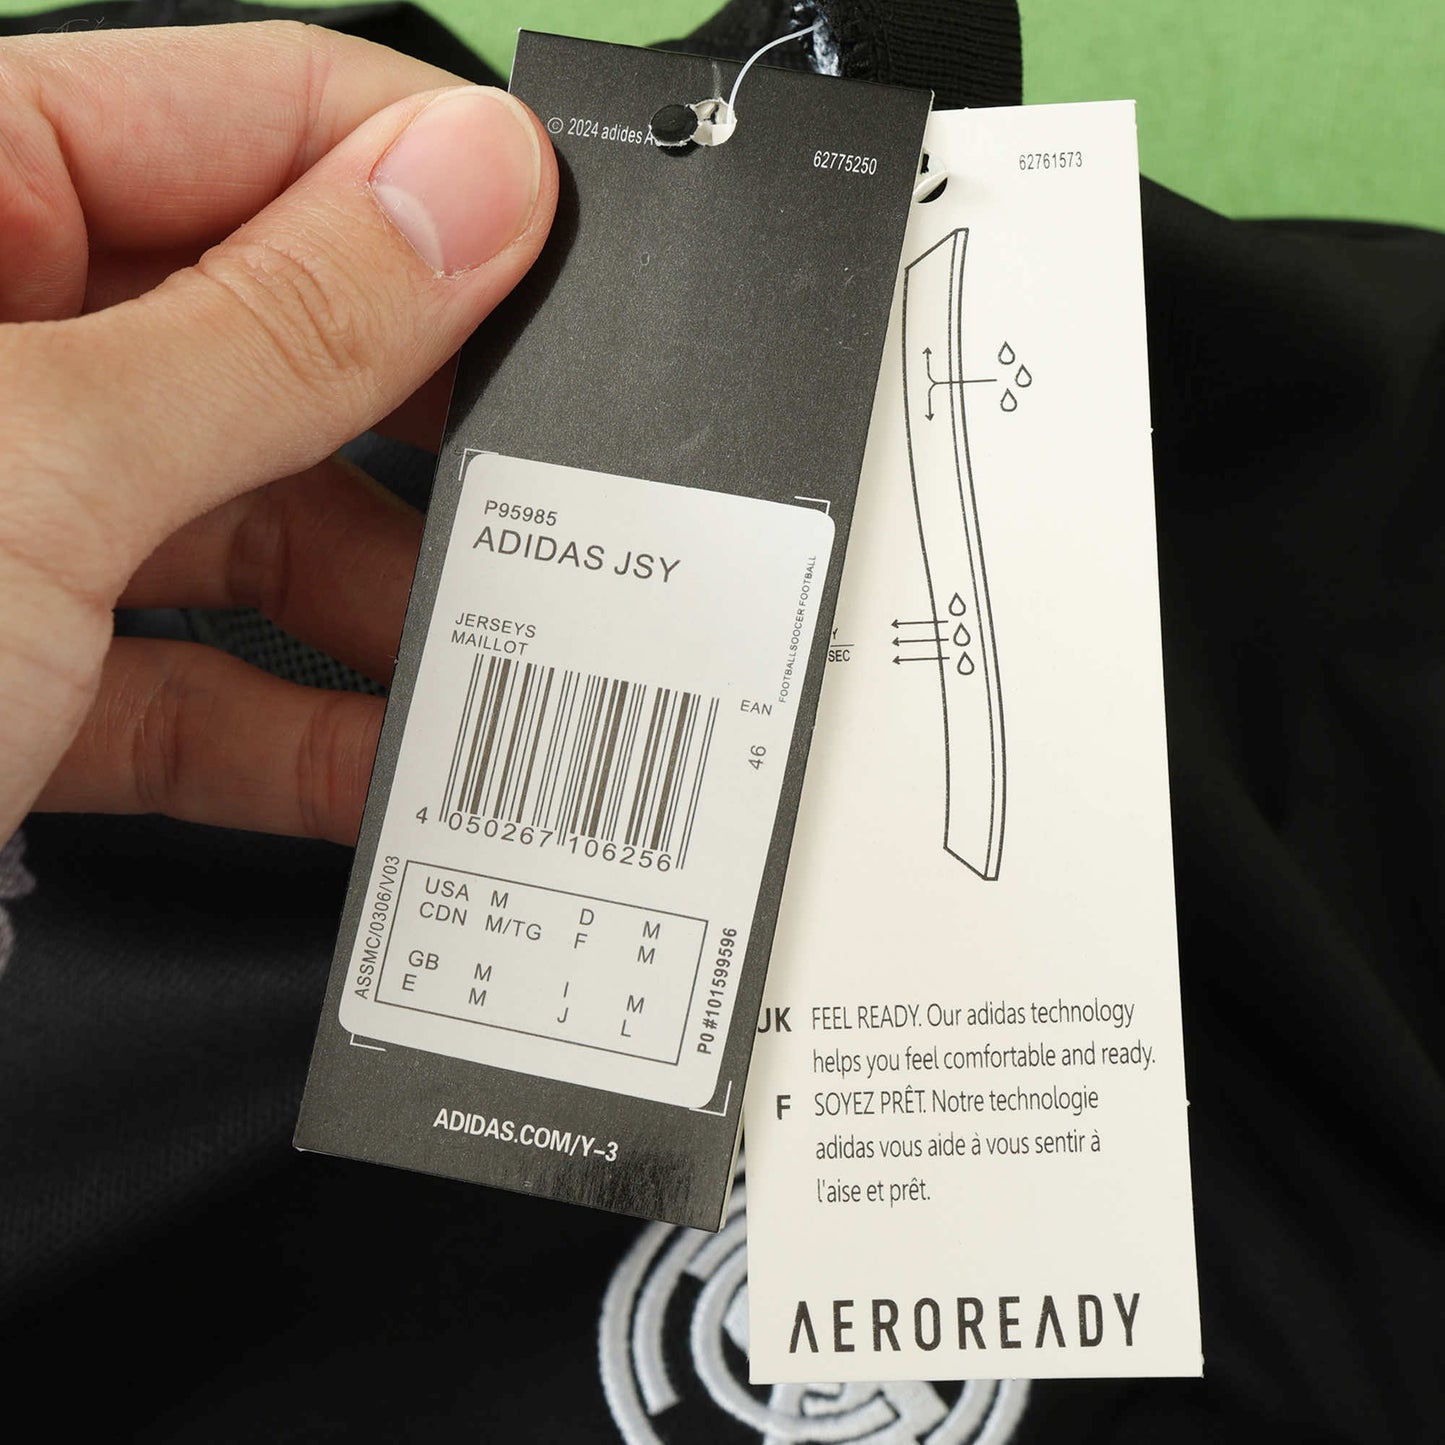 © 2024 adides A
62775250
P95985
ADIDAS JSY
JERSEYS
MAILLOT
FOOTBALLSOOCER FOOTBALL
EAN
46
4 050267 106256
ASSMC/0306/V03
USA M D M
CDN M/TG F M
GB M I M
E M J L
PO #101599596
ADIDAS.COM/Y-3
62761573
Y
SEC
UK FEEL READY. Our adidas technology
helps you feel comfortable and ready.
F SOYEZ PRÊT. Notre technologie
adidas vous aide à vous sentir à
l'aise et prêt.
AEROREADY